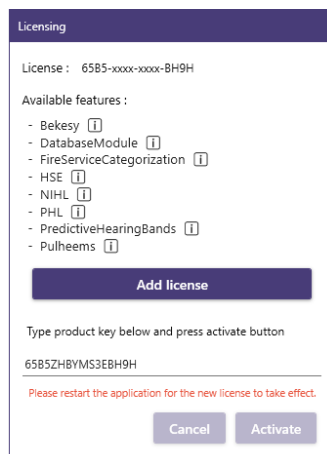 Licensing
License : 65B5-xxxx-xxxx-BH9H
Available features :
- Bekesy i
- DatabaseModule i
- FireServiceCategorization i
- HSE i
- NIHL i
- PHL i
- PredictiveHearingBands i
- Pulheems i
Add license
Type product key below and press activate button
65B5ZHBYMS3EBH9H
Please restart the application for the new license to take effect.
Cancel Activate